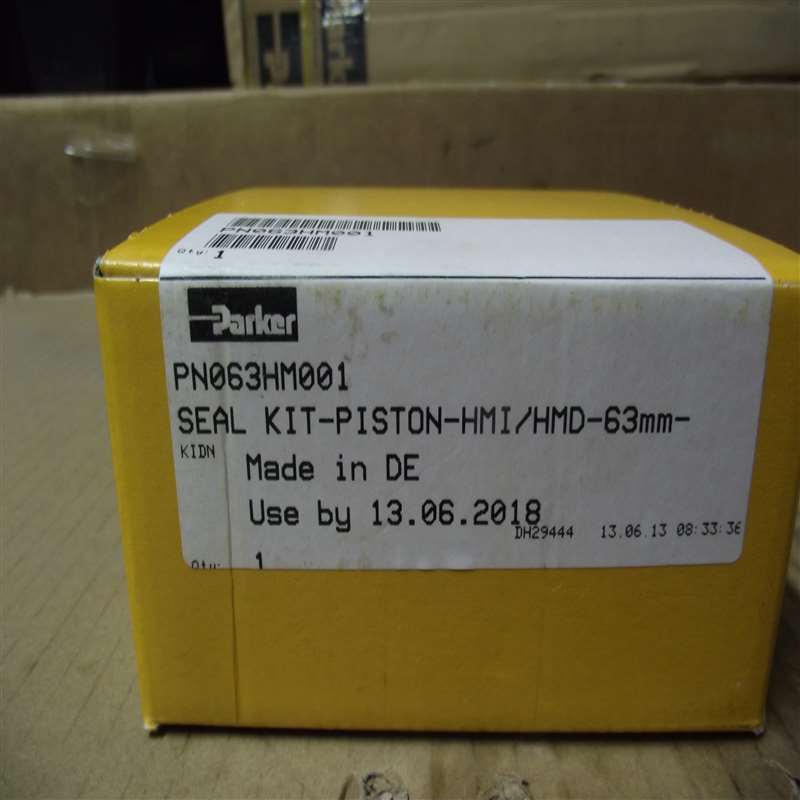 PN063HM001
Qty: 1
Parker
PN063HM001
SEAL KIT-PISTON-HMI/HMD-63mm-
KIDN
Made in DE
Use by 13.06.2018
DH29444 13.06.13 08:33:36
Qty: 1